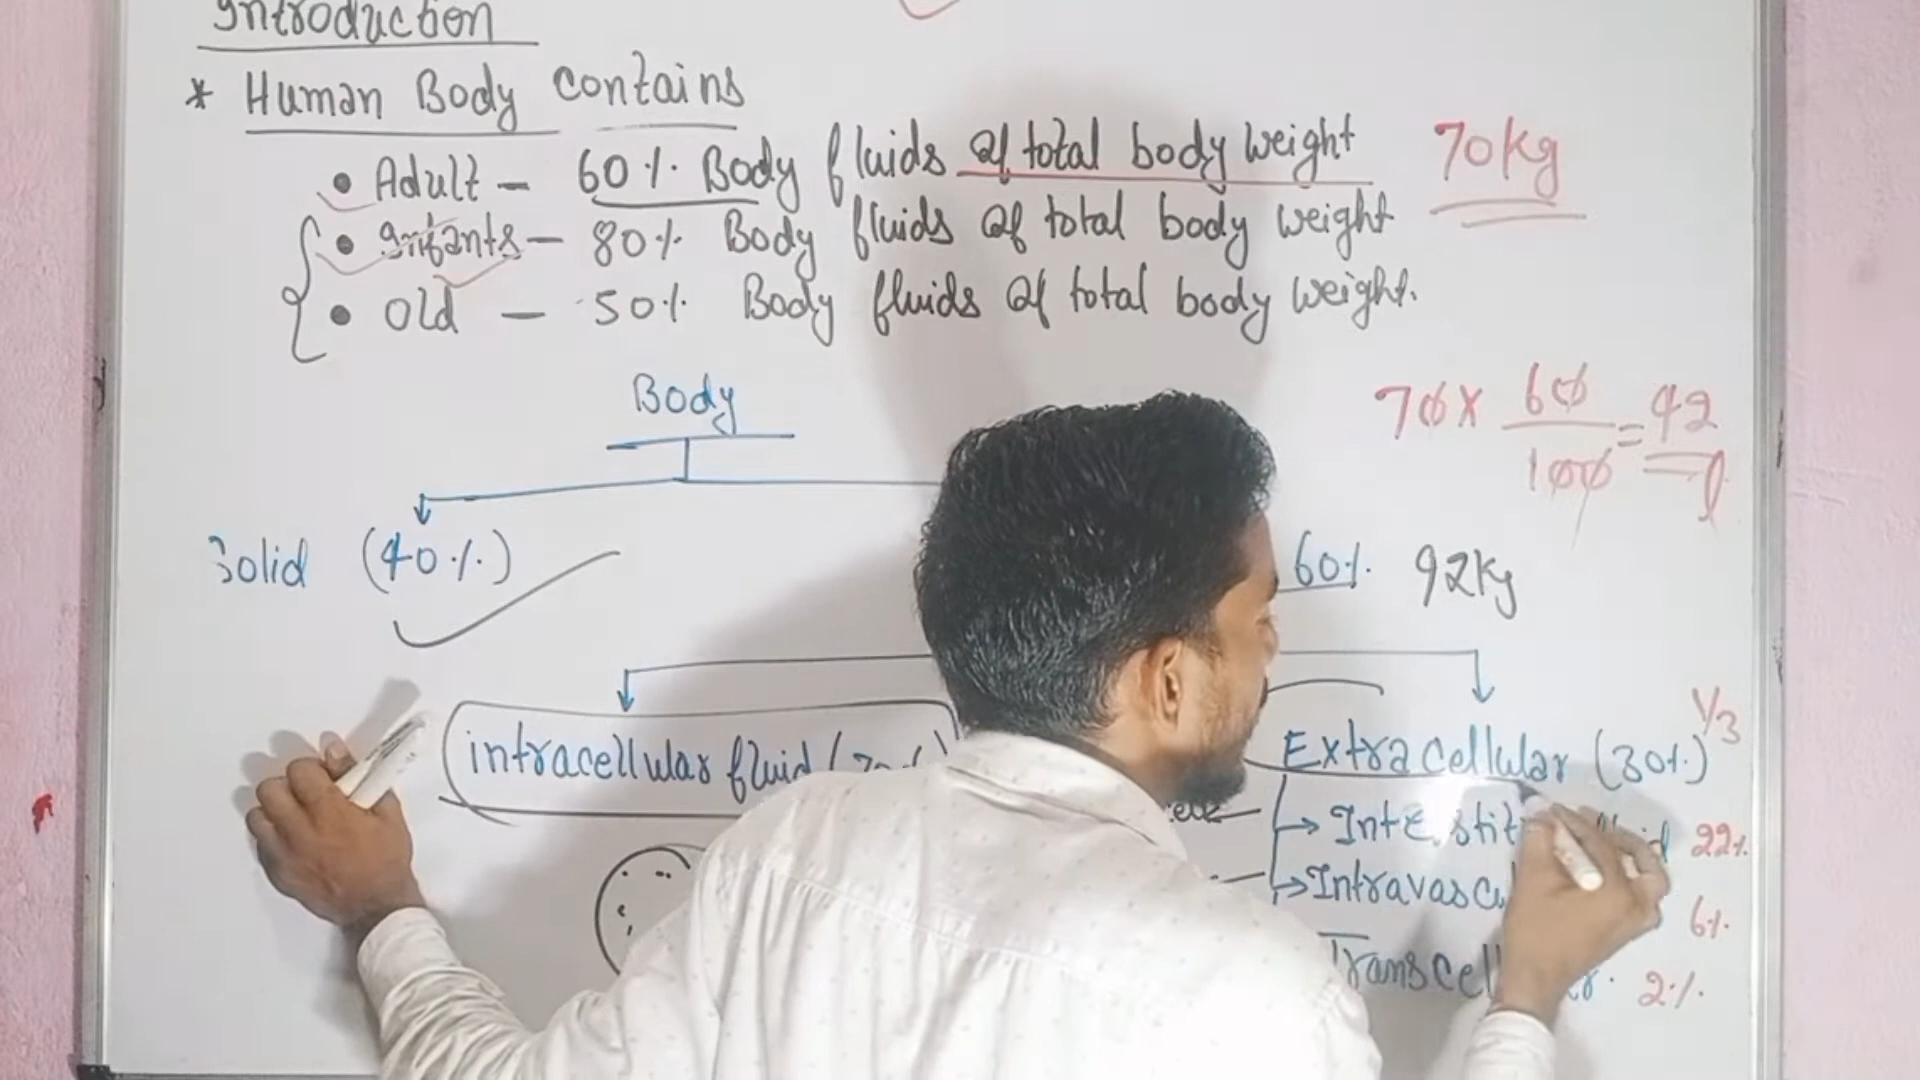 Introduction
* Human Body contains
• Adult - 60% Body fluids of total body weight 70kg
• Infants - 80% Body fluids of total body weight
• Old - 50% Body fluids of total body weight.
Body
70 x 60/100 = 42 l
Solid (40%)
60% 42kg
intracellular fluid (
Extracellular (30%) 1/3
→ 22%
→ 6%
2%